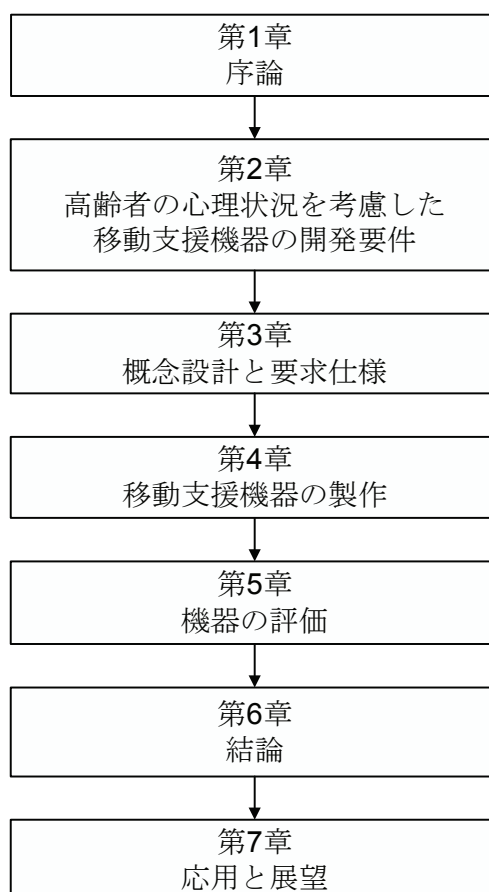 第1章
序論
第2章
高齢者の心理状況を考慮した
移動支援機器の開発要件
第3章
概念設計と要求仕様
第4章
移動支援機器の製作
第5章
機器の評価
第6章
結論
第7章
応用と展望